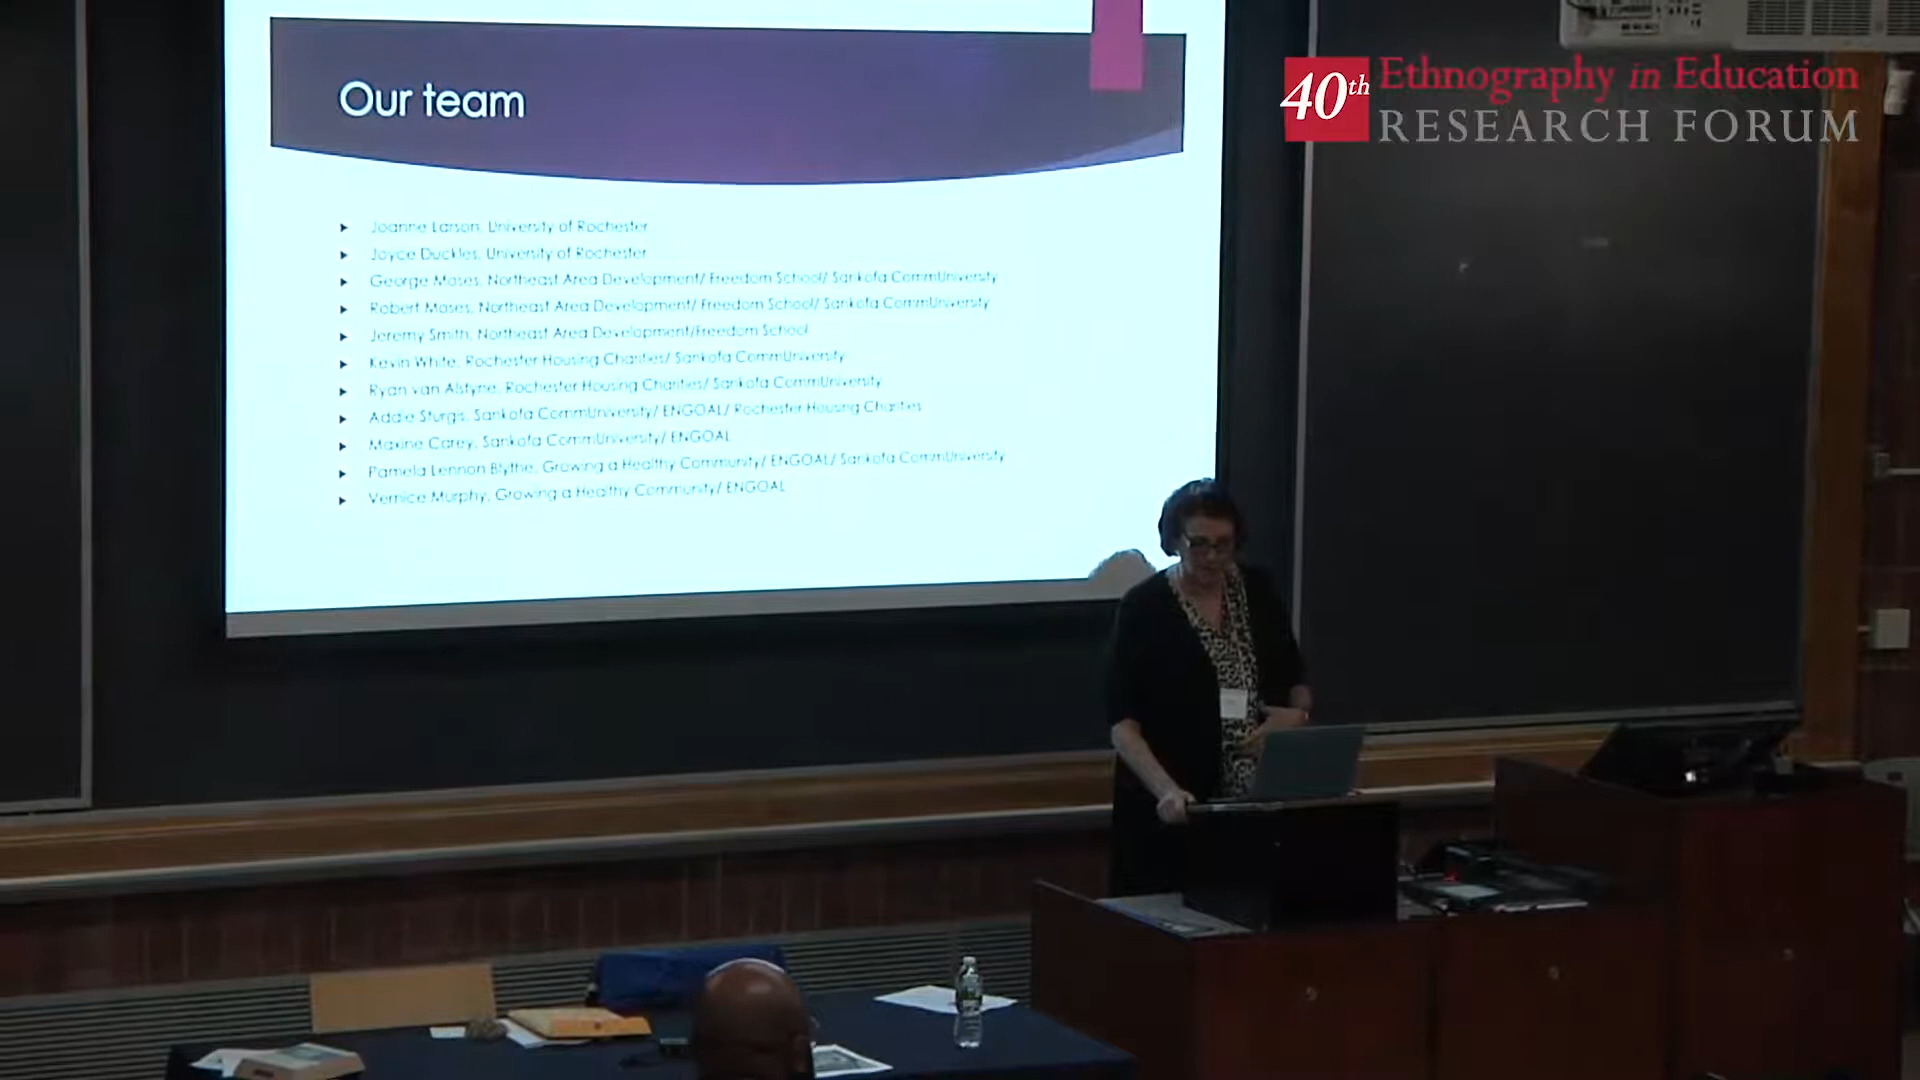 Our team
40th Ethnography in Education
RESEARCH FORUM
Joanne Larson, University of Rochester
Joyce Duckles, University of Rochester
George Moses, Northeast Area Development/ Freedom School/ Sankofa CommUniversity
Robert Moses, Northeast Area Development/ Freedom School/ Sankofa CommUniversity
Jeremy Smith, Northeast Area Development/Freedom School
Kevin White, Rochester Housing Charities/ Sankofa CommUniversity
Ryan van Alstyne, Rochester Housing Charities/ Sankofa CommUniversity
Addie Sturgis, Sankofa CommUniversity/ ENGOAL/ Rochester Housing Charities
Maxine Carey, Sankofa CommUniversity/ ENGOAL
Pamela Lennon Blythe, Growing a Healthy Community/ ENGOAL/ Sankofa CommUniversity
Vernice Murphy, Growing a Healthy Community/ ENGOAL